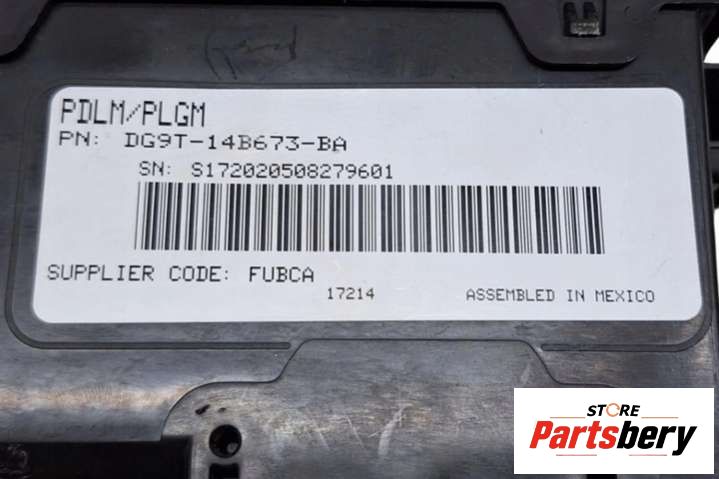 PDLM/PLGM
PN: DG9T-14B673-BA
SN: S172020508279601
SUPPLIER CODE: FUBCA
17214 ASSEMBLED IN MEXICO
STORE
Partsbery